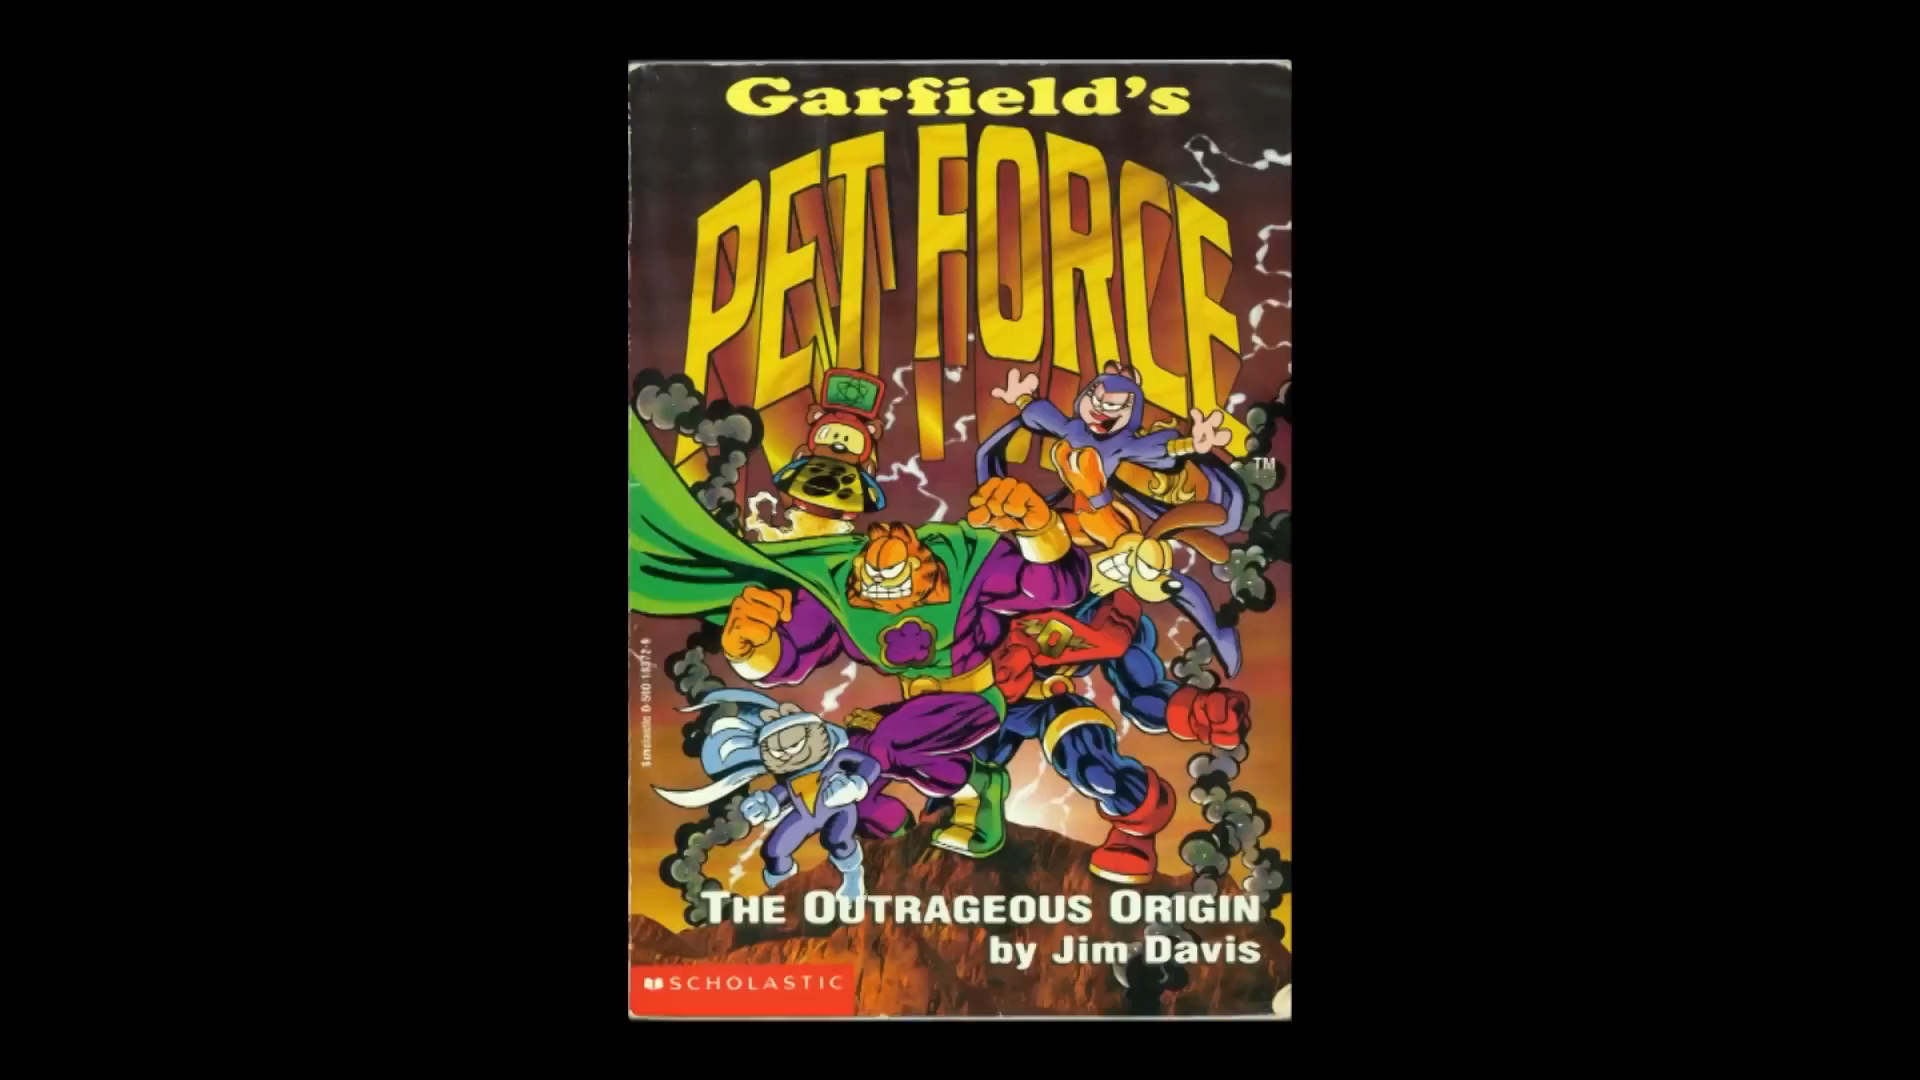 Garfield's
PET FORCE
TM
THE OUTRAGEOUS ORIGIN
by Jim Davis
SCHOLASTIC